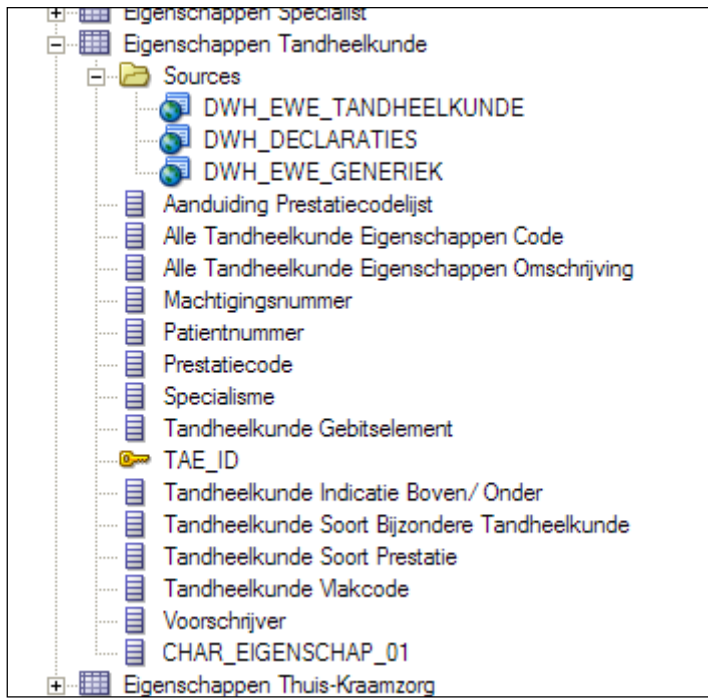 Eigenschappen Specialist
Eigenschappen Tandheelkunde
Sources
DWH_EWE_TANDHEELKUNDE
DWH_DECLARATIES
DWH_EWE_GENERIEK
Aanduiding Prestatiecodelijst
Alle Tandheelkunde Eigenschappen Code
Alle Tandheelkunde Eigenschappen Omschrijving
Machtigingsnummer
Patientnummer
Prestatiecode
Specialisme
Tandheelkunde Gebitselement
TAE_ID
Tandheelkunde Indicatie Boven/ Onder
Tandheelkunde Soort Bijzondere Tandheelkunde
Tandheelkunde Soort Prestatie
Tandheelkunde Vlakcode
Voorschrijver
CHAR_EIGENSCHAP_01
Eigenschappen Thuis-Kraamzorg